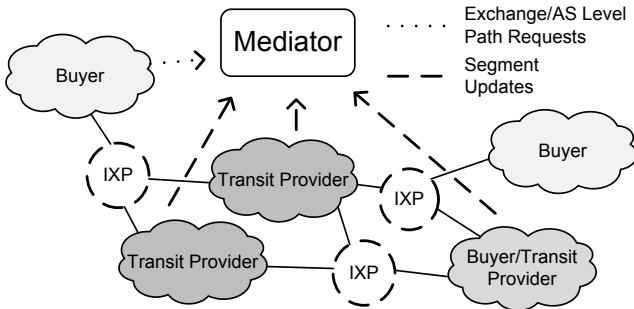 Exchange/AS Level
Path Requests
Mediator
Buyer
Segment
Updates
Buyer
IXP
Transit Provider
IXP
Transit Provider
IXP
Buyer/Transit
Provider